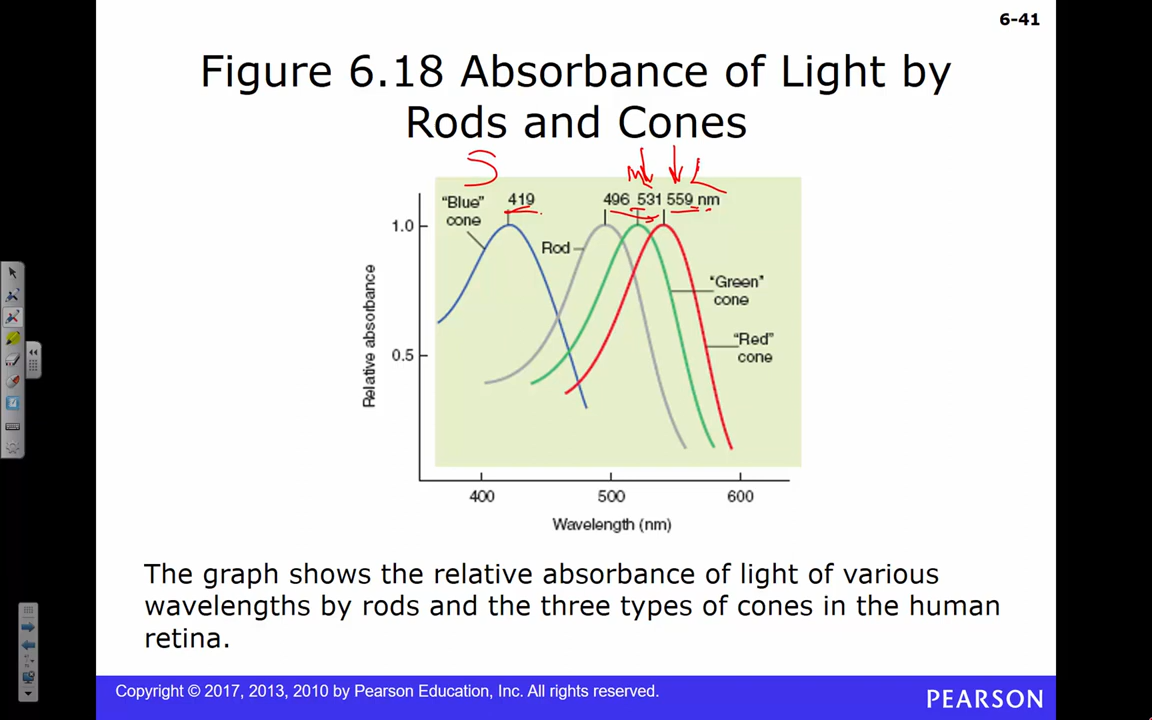 6-41
Figure 6.18 Absorbance of Light by
Rods and Cones
S M L
"Blue" cone
419
496 531 559 nm
1.0
Rod
"Green" cone
"Red" cone
0.5
Relative absorbance
400 500 600
Wavelength (nm)
The graph shows the relative absorbance of light of various
wavelengths by rods and the three types of cones in the human
retina.
Copyright © 2017, 2013, 2010 by Pearson Education, Inc. All rights reserved.
PEARSON